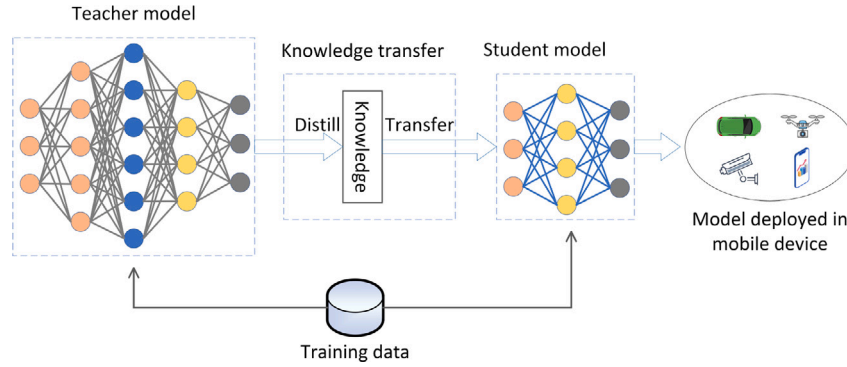 Teacher model
Knowledge transfer
Student model
Distill
Knowledge
Transfer
Model deployed in
mobile device
Training data